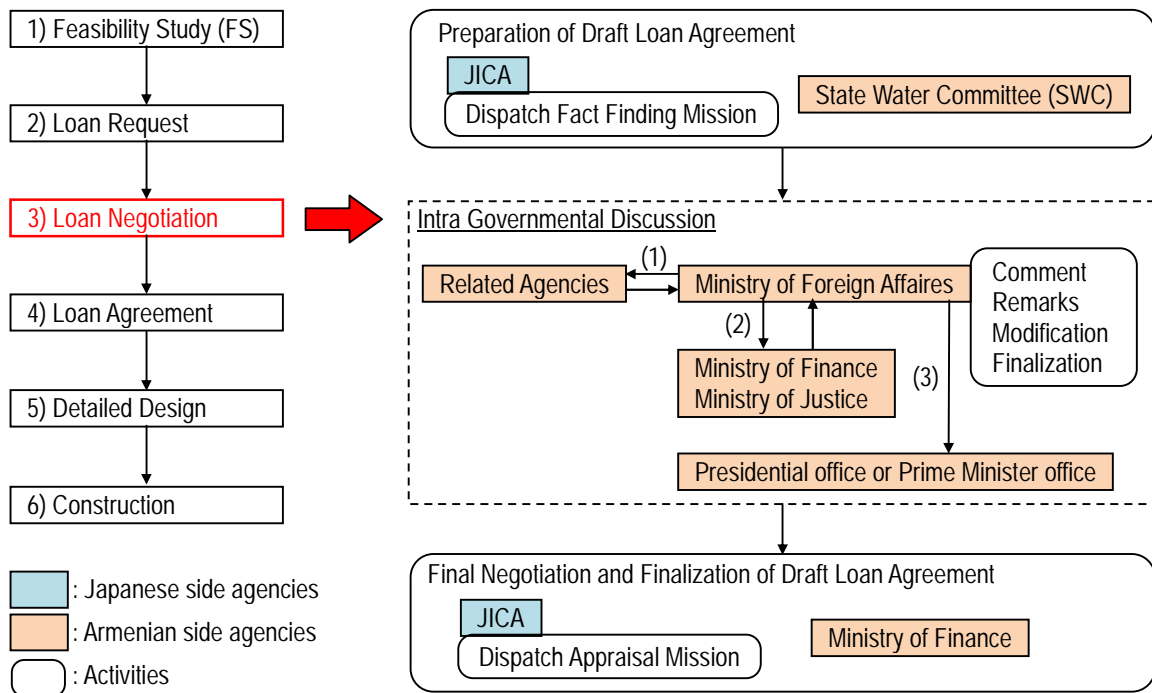 1) Feasibility Study (FS)
2) Loan Request
3) Loan Negotiation
4) Loan Agreement
5) Detailed Design
6) Construction
: Japanese side agencies
: Armenian side agencies
: Activities
Preparation of Draft Loan Agreement
JICA
Dispatch Fact Finding Mission
State Water Committee (SWC)
Intra Governmental Discussion
(1)
Related Agencies
Ministry of Foreign Affaires
Comment
Remarks
Modification
Finalization
(2)
Ministry of Finance
Ministry of Justice
(3)
Presidential office or Prime Minister office
Final Negotiation and Finalization of Draft Loan Agreement
JICA
Dispatch Appraisal Mission
Ministry of Finance